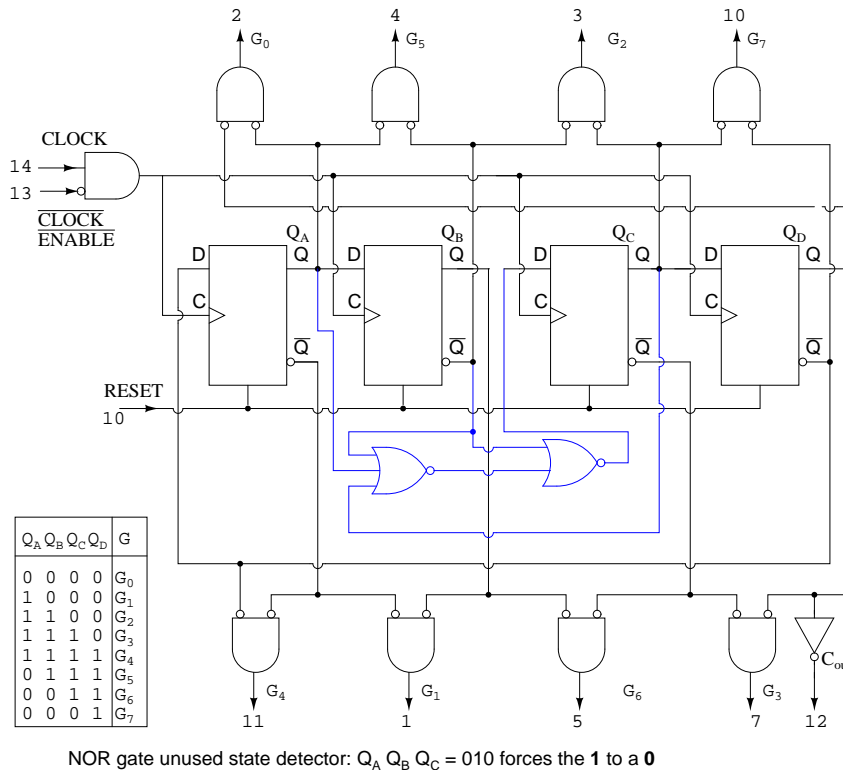 2 4 3 10
G0 G5 G2 G7
CLOCK
14
13
C̅L̅O̅C̅K̅
E̅N̅A̅B̅L̅E̅
QA QB QC QD
D Q D Q D Q D Q
C C C C
Q̅ Q̅ Q̅ Q̅
RESET
10
QA QB QC QD G
0 0 0 0 G0
1 0 0 0 G1
1 1 0 0 G2
1 1 1 0 G3
1 1 1 1 G4
0 1 1 1 G5
0 0 1 1 G6
0 0 0 1 G7
G4 G1 G6 G3 Cou
11 1 5 7 12
NOR gate unused state detector: QA QB QC = 010 forces the 1 to a 0